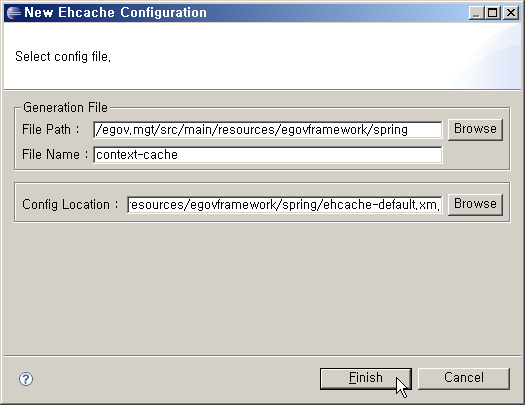 New Ehcache Configuration
Select config file.
Generation File
File Path : /egov.mgt/src/main/resources/egovframework/spring Browse
File Name : context-cache
Config Location : resources/egovframework/spring/ehcache-default.xm Browse
Finish Cancel